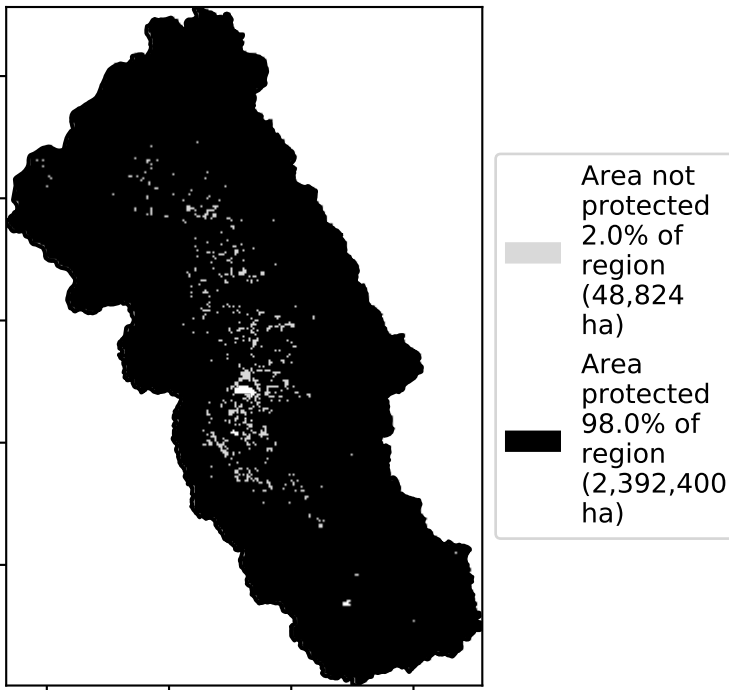 Area not
protected
2.0% of
region
(48,824
ha)
Area
protected
98.0% of
region
(2,392,400
ha)